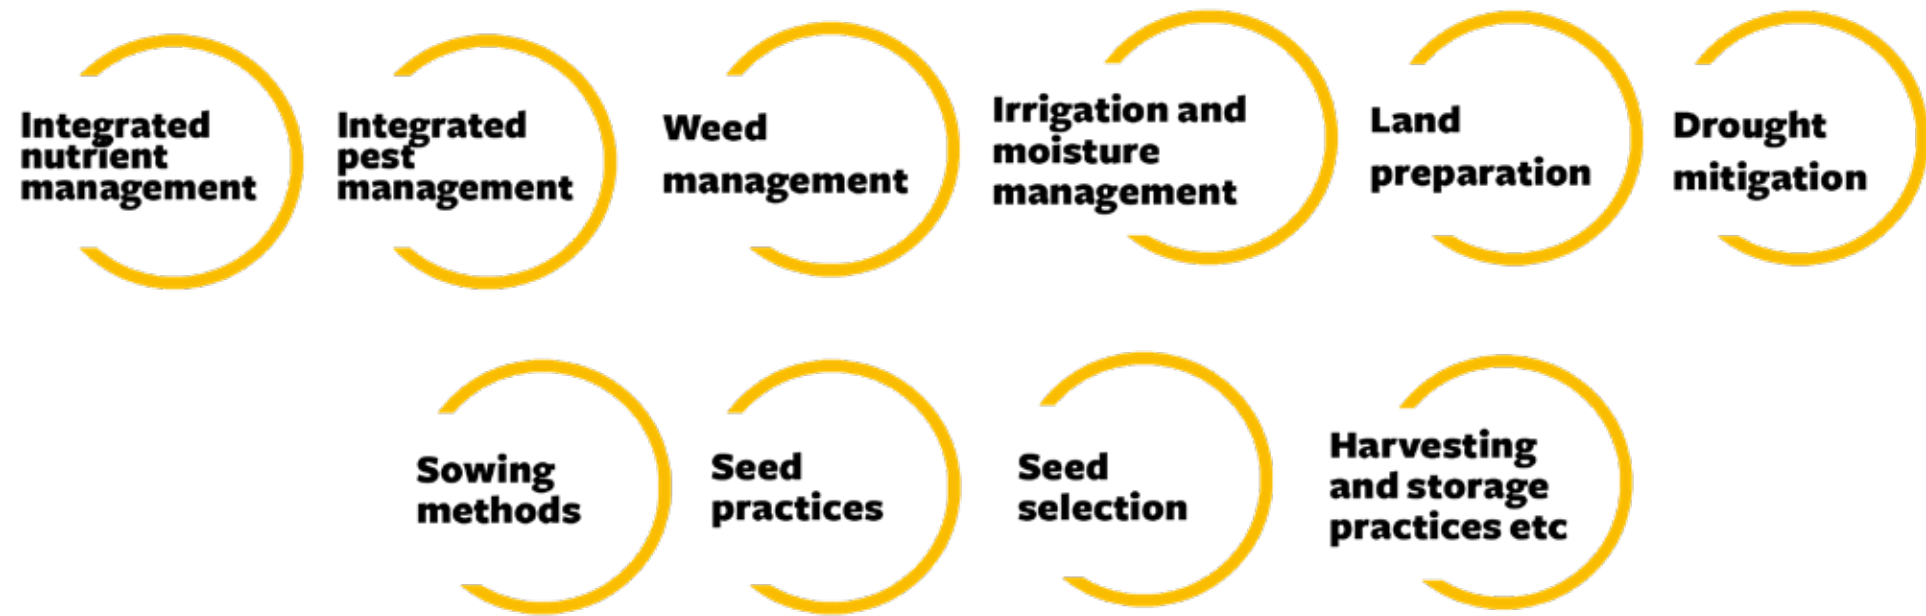 Integrated
nutrient
management
Integrated
pest
management
Weed
management
Irrigation and
moisture
management
Land
preparation
Drought
mitigation
Sowing
methods
Seed
practices
Seed
selection
Harvesting
and storage
practices etc